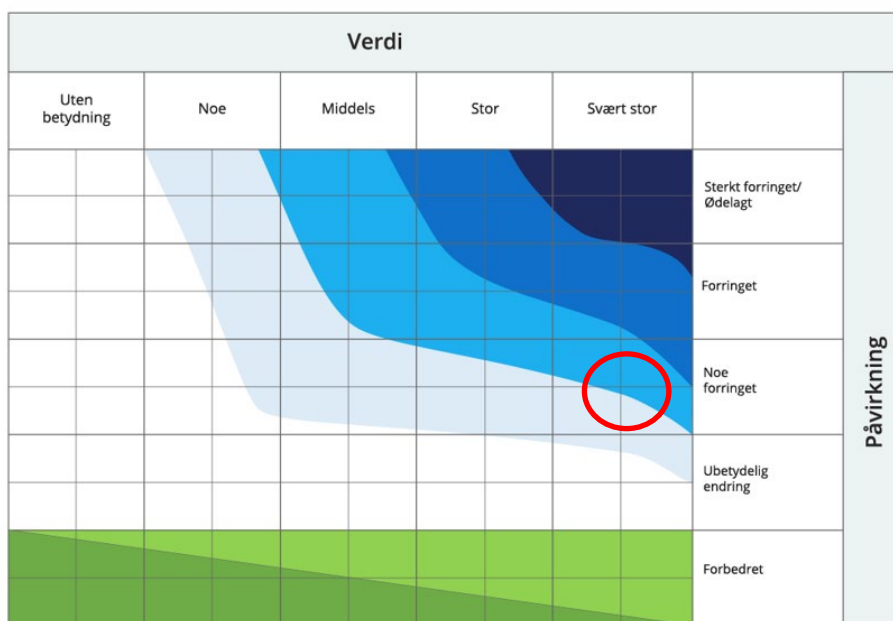 Verdi
Uten
betydning
Noe
Middels
Stor
Svært stor
Sterkt forringet/
Ødelagt
Forringet
Noe
forringet
Ubetydelig
endring
Forbedret
Påvirkning